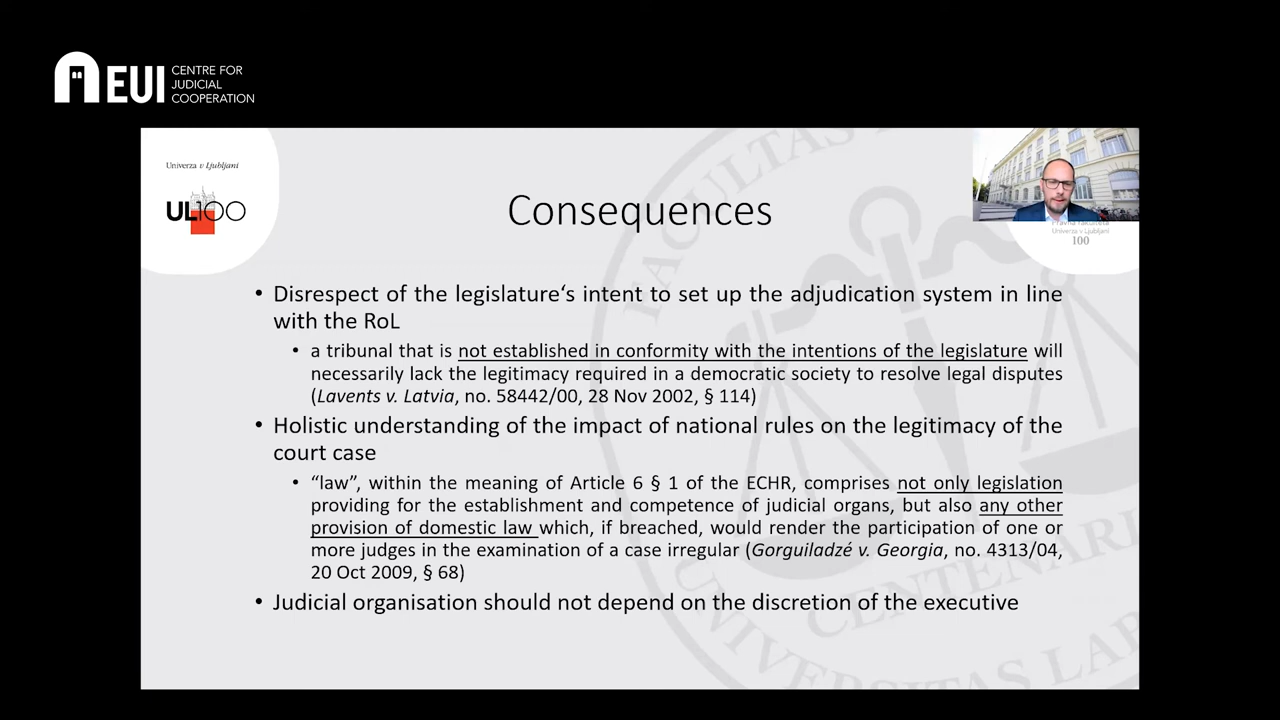 EUI
CENTRE FOR
JUDICIAL
COOPERATION
Univerza v Ljubljani
UL100
Consequences
Pravna fakulteta
Univerza v Ljubljani
100
• Disrespect of the legislature‘s intent to set up the adjudication system in line
with the RoL
• a tribunal that is not established in conformity with the intentions of the legislature will
necessarily lack the legitimacy required in a democratic society to resolve legal disputes
(Lavents v. Latvia, no. 58442/00, 28 Nov 2002, § 114)
• Holistic understanding of the impact of national rules on the legitimacy of the
court case
• “law”, within the meaning of Article 6 § 1 of the ECHR, comprises not only legislation
providing for the establishment and competence of judicial organs, but also any other
provision of domestic law which, if breached, would render the participation of one or
more judges in the examination of a case irregular (Gorguiladzé v. Georgia, no. 4313/04,
20 Oct 2009, § 68)
• Judicial organisation should not depend on the discretion of the executive